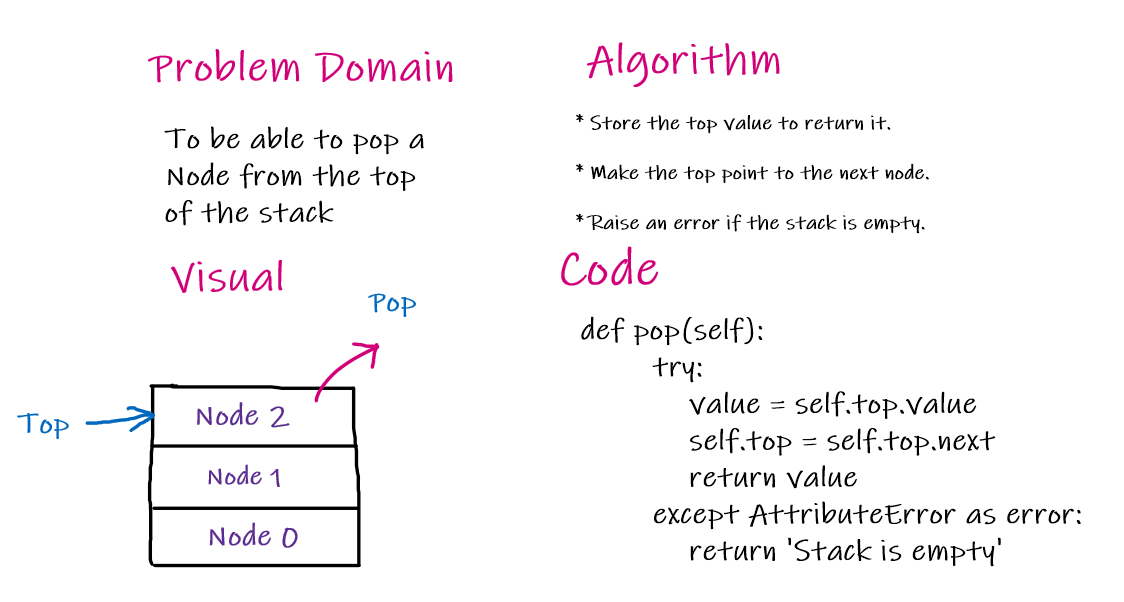 Problem Domain
To be able to pop a
Node from the top
of the stack
Algorithm
* Store the top value to return it.
* Make the top point to the next node.
* Raise an error if the stack is empty.
Visual
Pop
Top
Node 2
Node 1
Node 0
Code
def pop(self):
try:
value = self.top.value
self.top = self.top.next
return value
except AttributeError as error:
return 'Stack is empty'